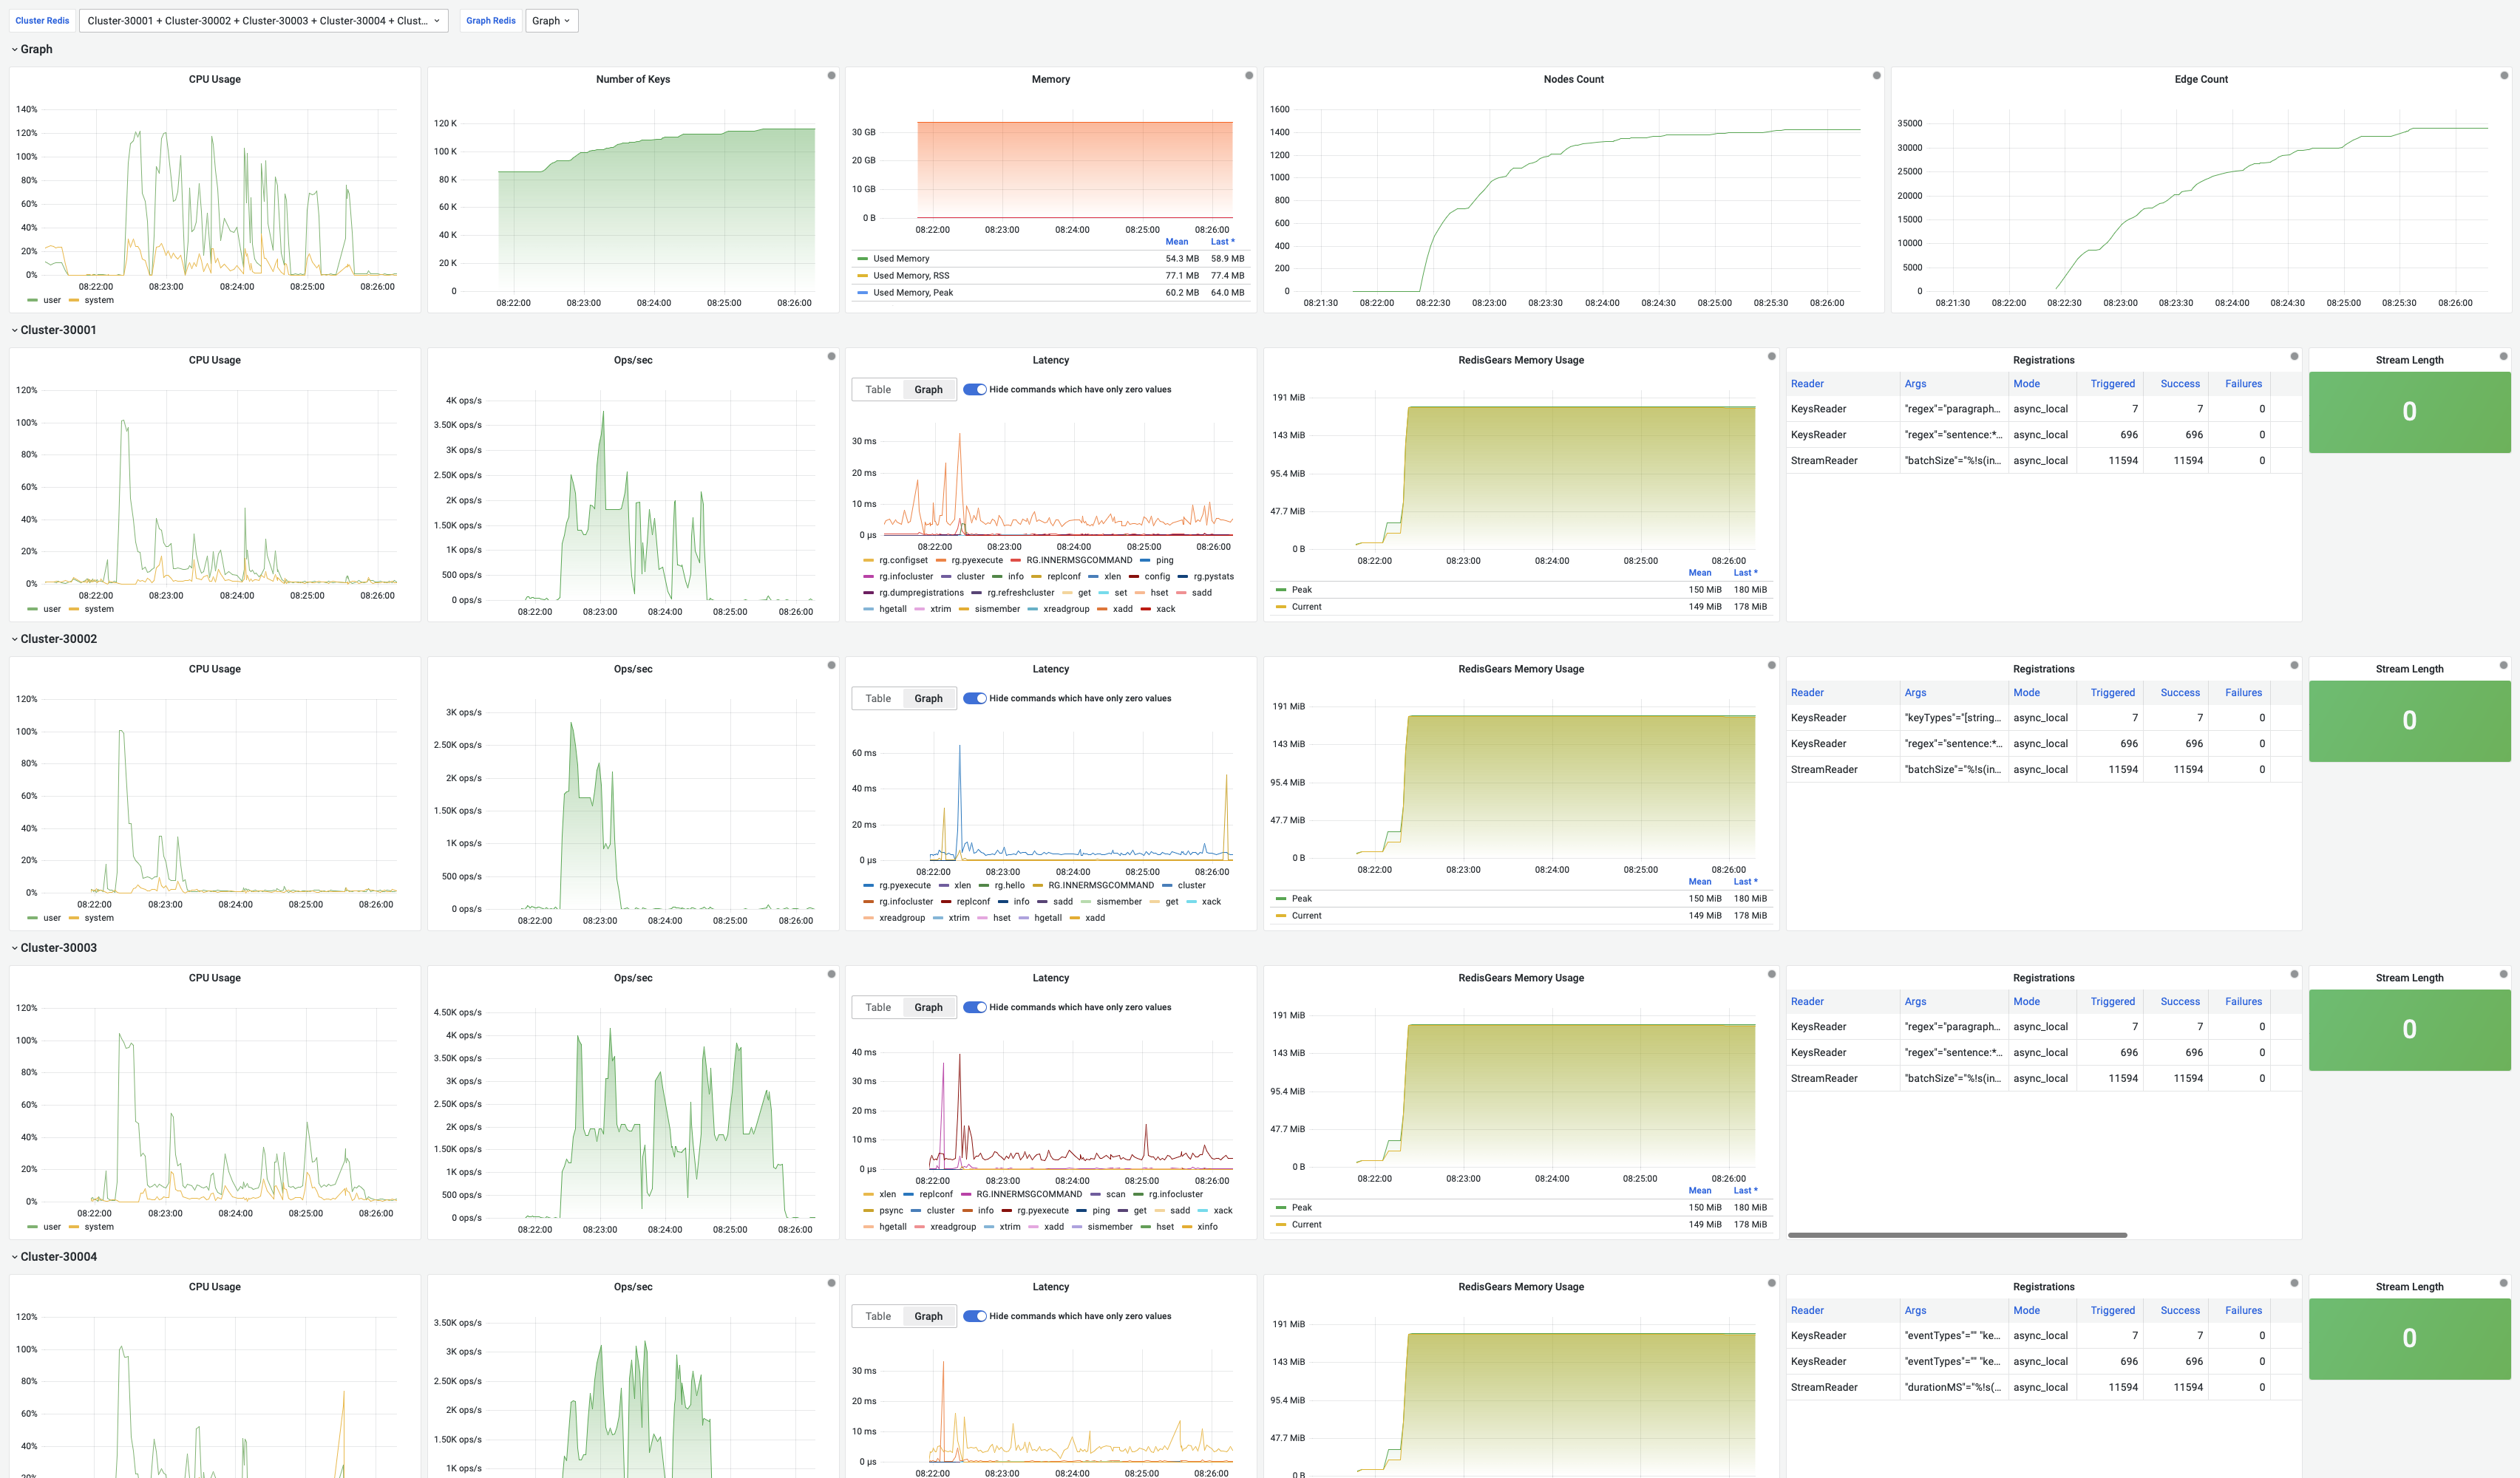 Cluster Redis Cluster-30001 + Cluster-30002 + Cluster-30003 + Cluster-30004 + Clust... Graph Redis Graph
Graph
CPU Usage
140%
120%
100%
80%
60%
40%
20%
0%
08:22:00 08:23:00 08:24:00 08:25:00 08:26:00
user system
Number of Keys
120 K
100 K
80 K
60 K
40 K
20 K
0
08:22:00 08:23:00 08:24:00 08:25:00 08:26:00
Memory
30 GB
20 GB
10 GB
0 B
08:22:00 08:23:00 08:24:00 08:25:00 08:26:00
Mean Last *
Used Memory 54.3 MB 58.9 MB
Used Memory, RSS 77.1 MB 77.4 MB
Used Memory, Peak 60.2 MB 64.0 MB
Nodes Count
1600
1400
1200
1000
800
600
400
200
0
08:21:30 08:22:00 08:22:30 08:23:00 08:23:30 08:24:00 08:24:30 08:25:00 08:25:30 08:26:00
Edge Count
35000
30000
25000
20000
15000
10000
5000
0
08:21:30 08:22:00 08:22:30 08:23:00 08:23:30 08:24:00 08:24:30 08:25:00 08:25:30 08:26:00
Cluster-30001
CPU Usage
120%
100%
80%
60%
40%
20%
0%
08:22:00 08:23:00 08:24:00 08:25:00 08:26:00
user system
Ops/sec
4K ops/s
3.50K ops/s
3K ops/s
2.50K ops/s
2K ops/s
1.50K ops/s
1K ops/s
500 ops/s
0 ops/s
08:22:00 08:23:00 08:24:00 08:25:00 08:26:00
Latency
Table Graph Hide commands which have only zero values
30 ms
20 ms
10 ms
0 µs
08:22:00 08:23:00 08:24:00 08:25:00 08:26:00
rg.configset rg.pyexecute RG.INNERMSGCOMMAND ping
rg.infocluster cluster info replconf xlen config rg.pystats
rg.dumpregistrations rg.refreshcluster get set hset sadd
hgetall xtrim sismember xreadgroup xadd xack
RedisGears Memory Usage
191 MiB
143 MiB
95.4 MiB
47.7 MiB
0 B
08:22:00 08:23:00 08:24:00 08:25:00 08:26:00
Mean Last *
Peak 150 MiB 180 MiB
Current 149 MiB 178 MiB
Registrations
Reader Args Mode Triggered Success Failures
KeysReader "regex"="paragraph... async_local 7 7 0
KeysReader "regex"="sentence:*... async_local 696 696 0
StreamReader "batchSize"="%!s(in... async_local 11594 11594 0
Stream Length
0
Cluster-30002
CPU Usage
120%
100%
80%
60%
40%
20%
0%
08:22:00 08:23:00 08:24:00 08:25:00 08:26:00
user system
Ops/sec
3K ops/s
2.50K ops/s
2K ops/s
1.50K ops/s
1K ops/s
500 ops/s
0 ops/s
08:22:00 08:23:00 08:24:00 08:25:00 08:26:00
Latency
Table Graph Hide commands which have only zero values
60 ms
40 ms
20 ms
0 µs
08:22:00 08:23:00 08:24:00 08:25:00 08:26:00
rg.pyexecute xlen rg.hello RG.INNERMSGCOMMAND cluster
rg.infocluster replconf info sadd sismember get xack
xreadgroup xtrim hset hgetall xadd
RedisGears Memory Usage
191 MiB
143 MiB
95.4 MiB
47.7 MiB
0 B
08:22:00 08:23:00 08:24:00 08:25:00 08:26:00
Mean Last *
Peak 150 MiB 180 MiB
Current 149 MiB 178 MiB
Registrations
Reader Args Mode Triggered Success Failures
KeysReader "keyTypes"="[string... async_local 7 7 0
KeysReader "regex"="sentence:*... async_local 696 696 0
StreamReader "batchSize"="%!s(in... async_local 11594 11594 0
Stream Length
0
Cluster-30003
CPU Usage
120%
100%
80%
60%
40%
20%
0%
08:22:00 08:23:00 08:24:00 08:25:00 08:26:00
user system
Ops/sec
4.50K ops/s
4K ops/s
3.50K ops/s
3K ops/s
2.50K ops/s
2K ops/s
1.50K ops/s
1K ops/s
500 ops/s
0 ops/s
08:22:00 08:23:00 08:24:00 08:25:00 08:26:00
Latency
Table Graph Hide commands which have only zero values
40 ms
30 ms
20 ms
10 ms
0 µs
08:22:00 08:23:00 08:24:00 08:25:00 08:26:00
xlen replconf RG.INNERMSGCOMMAND scan rg.infocluster
psync cluster info rg.pyexecute ping get sadd xack
hgetall xreadgroup xtrim xadd sismember hset xinfo
RedisGears Memory Usage
191 MiB
143 MiB
95.4 MiB
47.7 MiB
0 B
08:22:00 08:23:00 08:24:00 08:25:00 08:26:00
Mean Last *
Peak 150 MiB 180 MiB
Current 149 MiB 178 MiB
Registrations
Reader Args Mode Triggered Success Failures
KeysReader "regex"="paragraph... async_local 7 7 0
KeysReader "regex"="sentence:*... async_local 696 696 0
StreamReader "batchSize"="%!s(in... async_local 11594 11594 0
Stream Length
0
Cluster-30004
CPU Usage
120%
100%
80%
60%
40%
20%
Ops/sec
3.50K ops/s
3K ops/s
2.50K ops/s
2K ops/s
1.50K ops/s
1K ops/s
Latency
Table Graph Hide commands which have only zero values
30 ms
20 ms
10 ms
0 µs
08:22:00 08:23:00 08:24:00 08:25:00 08:26:00
RedisGears Memory Usage
191 MiB
143 MiB
95.4 MiB
47.7 MiB
0 B
Registrations
Reader Args Mode Triggered Success Failures
KeysReader "eventTypes"="" "ke... async_local 7 7 0
KeysReader "eventTypes"="" "ke... async_local 696 696 0
StreamReader "durationMS"="%!s(... async_local 11594 11594 0
Stream Length
0